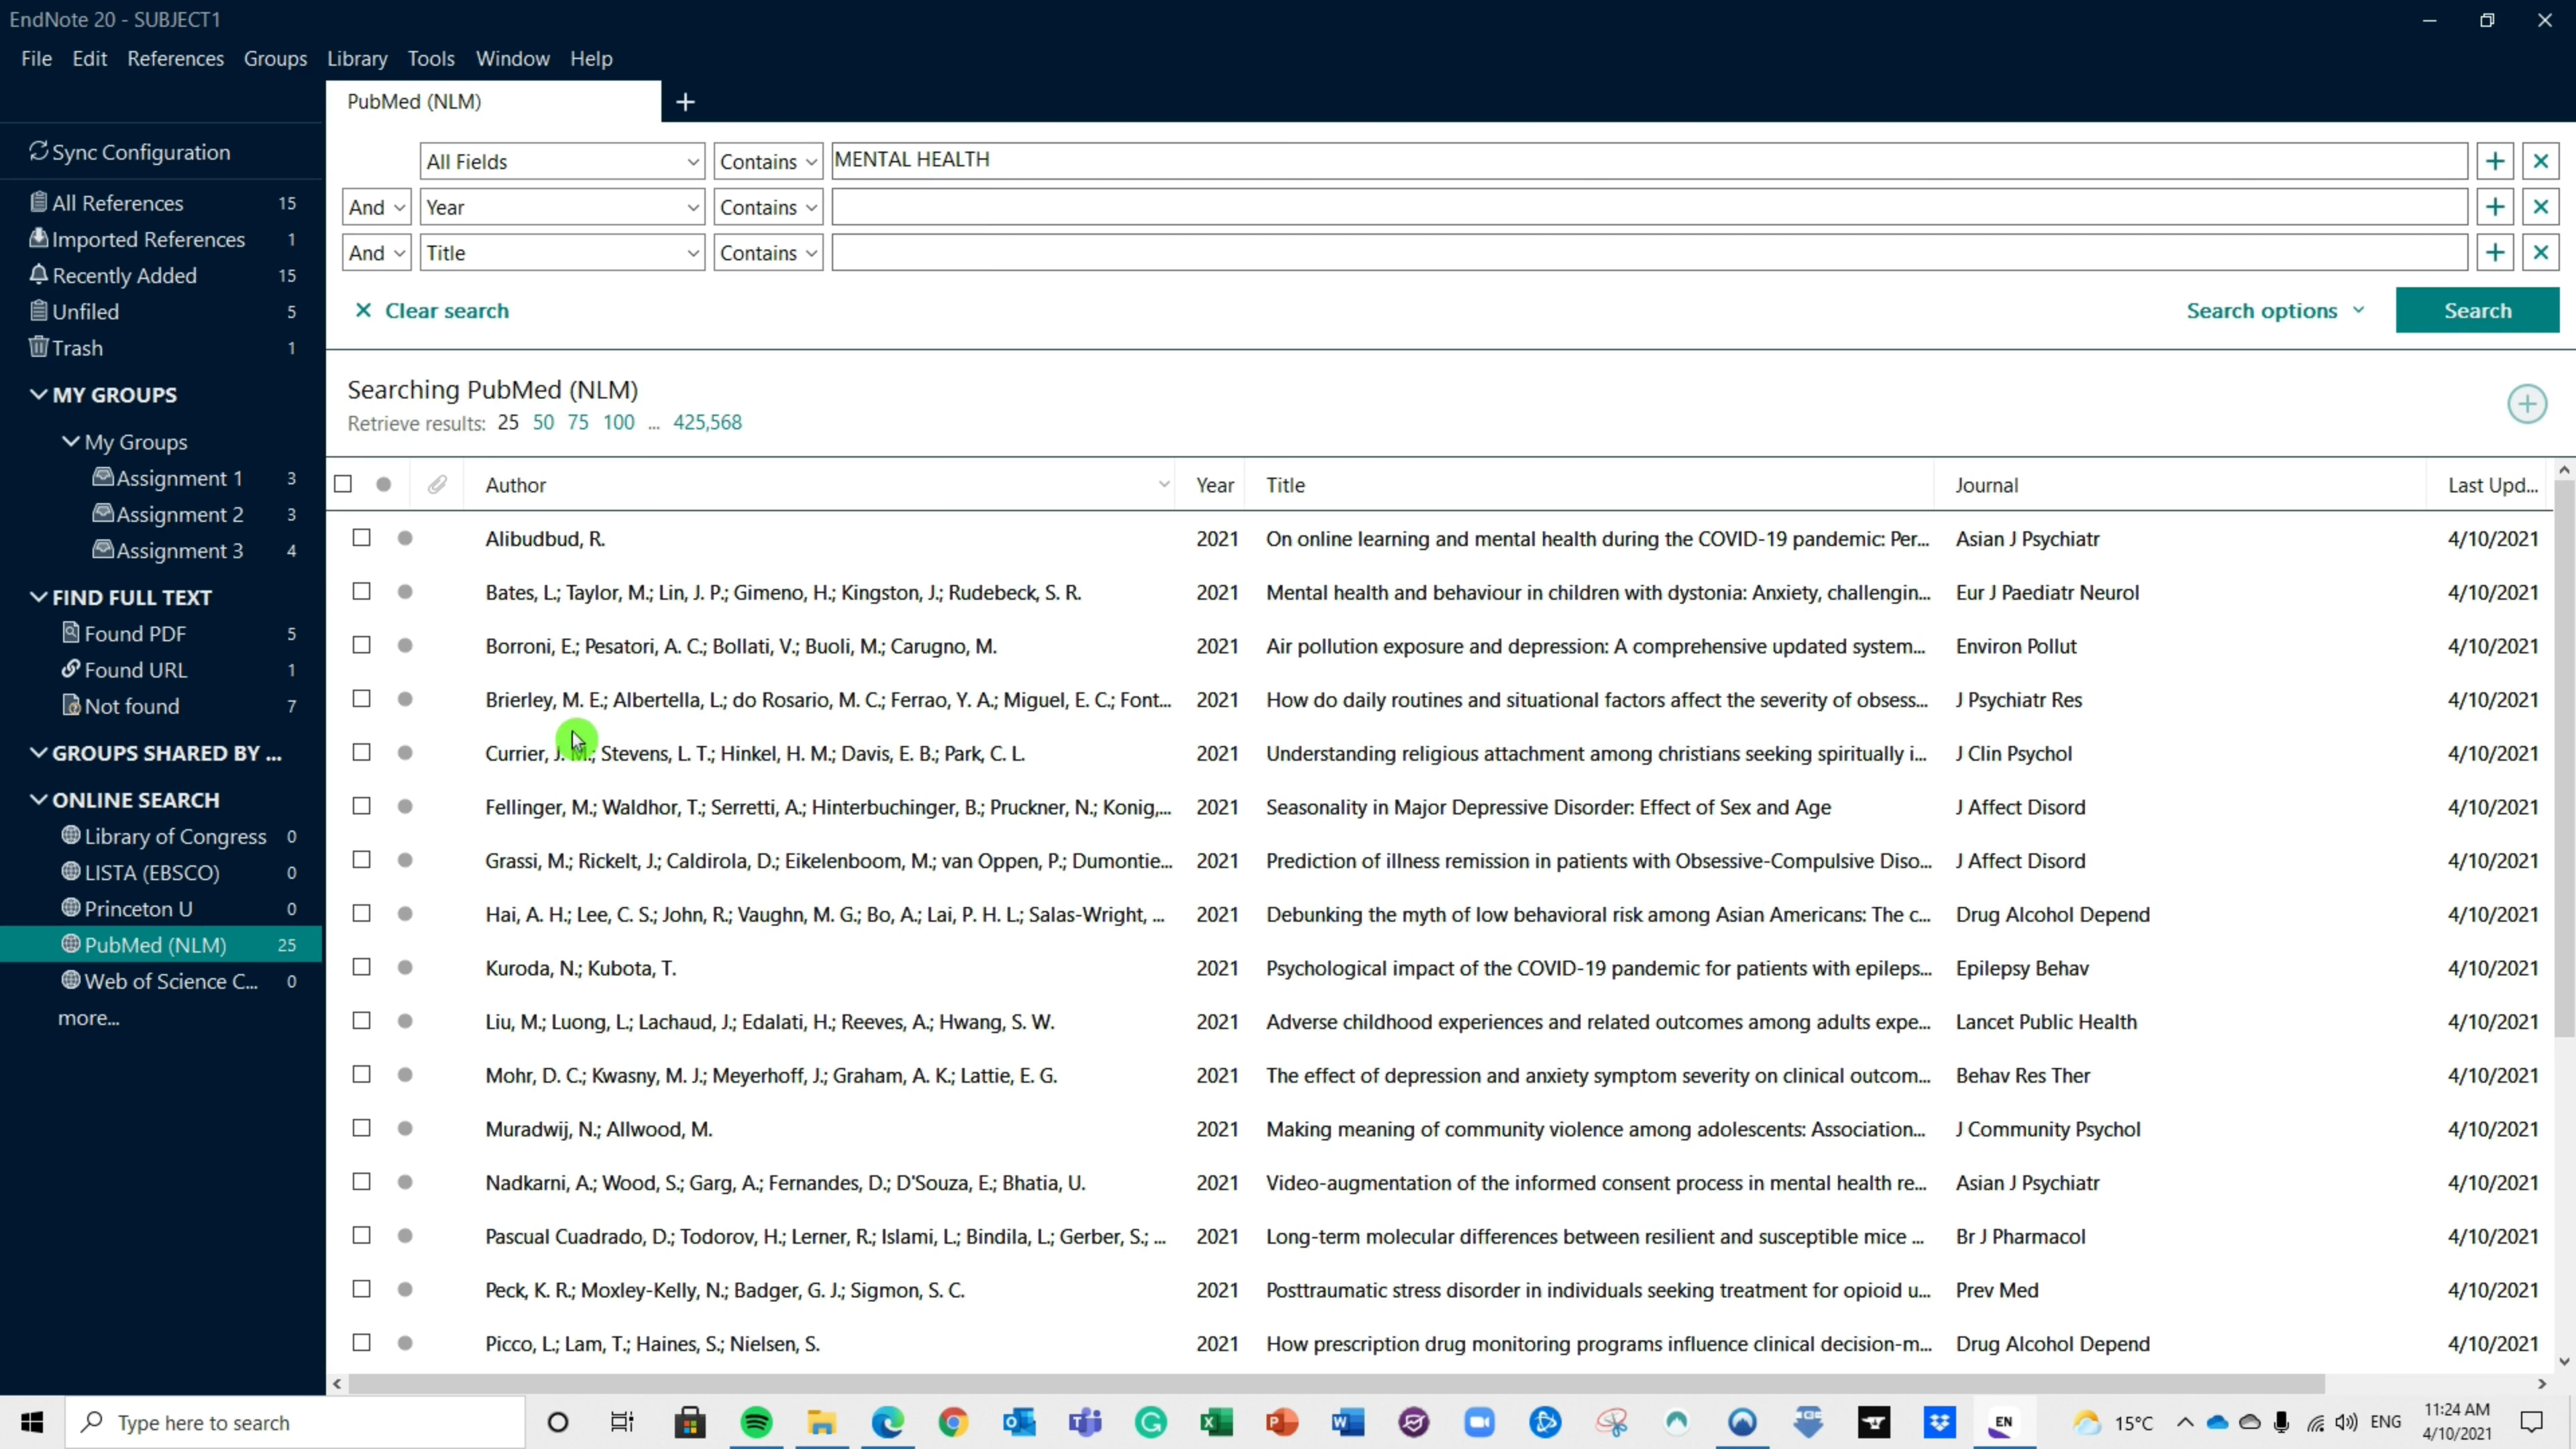 EndNote 20 - SUBJECT1
File Edit References Groups Library Tools Window Help
PubMed (NLM)
Sync Configuration
All References 15
Imported References 1
Recently Added 15
Unfiled 5
Trash 1
MY GROUPS
My Groups
Assignment 1 3
Assignment 2 3
Assignment 3 4
FIND FULL TEXT
Found PDF 5
Found URL 1
Not found 7
GROUPS SHARED BY ...
ONLINE SEARCH
Library of Congress 0
LISTA (EBSCO) 0
Princeton U 0
PubMed (NLM) 25
Web of Science C... 0
more...
All Fields Contains MENTAL HEALTH
And Year Contains
And Title Contains
Clear search Search options Search
Searching PubMed (NLM)
Retrieve results: 25 50 75 100 ... 425,568
Author Year Title Journal Last Upd...
Alibudbud, R. 2021 On online learning and mental health during the COVID-19 pandemic: Per... Asian J Psychiatr 4/10/2021
Bates, L.; Taylor, M.; Lin, J. P.; Gimeno, H.; Kingston, J.; Rudebeck, S. R. 2021 Mental health and behaviour in children with dystonia: Anxiety, challengin... Eur J Paediatr Neurol 4/10/2021
Borroni, E.; Pesatori, A. C.; Bollati, V.; Buoli, M.; Carugno, M. 2021 Air pollution exposure and depression: A comprehensive updated system... Environ Pollut 4/10/2021
Brierley, M. E.; Albertella, L.; do Rosario, M. C.; Ferrao, Y. A.; Miguel, E. C.; Font... 2021 How do daily routines and situational factors affect the severity of obsess... J Psychiatr Res 4/10/2021
Currier, J. M.; Stevens, L. T.; Hinkel, H. M.; Davis, E. B.; Park, C. L. 2021 Understanding religious attachment among christians seeking spiritually i... J Clin Psychol 4/10/2021
Fellinger, M.; Waldhor, T.; Serretti, A.; Hinterbuchinger, B.; Pruckner, N.; Konig,... 2021 Seasonality in Major Depressive Disorder: Effect of Sex and Age J Affect Disord 4/10/2021
Grassi, M.; Rickelt, J.; Caldirola, D.; Eikelenboom, M.; van Oppen, P.; Dumontie... 2021 Prediction of illness remission in patients with Obsessive-Compulsive Diso... J Affect Disord 4/10/2021
Hai, A. H.; Lee, C. S.; John, R.; Vaughn, M. G.; Bo, A.; Lai, P. H. L.; Salas-Wright, ... 2021 Debunking the myth of low behavioral risk among Asian Americans: The c... Drug Alcohol Depend 4/10/2021
Kuroda, N.; Kubota, T. 2021 Psychological impact of the COVID-19 pandemic for patients with epileps... Epilepsy Behav 4/10/2021
Liu, M.; Luong, L.; Lachaud, J.; Edalati, H.; Reeves, A.; Hwang, S. W. 2021 Adverse childhood experiences and related outcomes among adults expe... Lancet Public Health 4/10/2021
Mohr, D. C.; Kwasny, M. J.; Meyerhoff, J.; Graham, A. K.; Lattie, E. G. 2021 The effect of depression and anxiety symptom severity on clinical outcom... Behav Res Ther 4/10/2021
Muradwij, N.; Allwood, M. 2021 Making meaning of community violence among adolescents: Association... J Community Psychol 4/10/2021
Nadkarni, A.; Wood, S.; Garg, A.; Fernandes, D.; D'Souza, E.; Bhatia, U. 2021 Video-augmentation of the informed consent process in mental health re... Asian J Psychiatr 4/10/2021
Pascual Cuadrado, D.; Todorov, H.; Lerner, R.; Islami, L.; Bindila, L.; Gerber, S.; ... 2021 Long-term molecular differences between resilient and susceptible mice ... Br J Pharmacol 4/10/2021
Peck, K. R.; Moxley-Kelly, N.; Badger, G. J.; Sigmon, S. C. 2021 Posttraumatic stress disorder in individuals seeking treatment for opioid u... Prev Med 4/10/2021
Picco, L.; Lam, T.; Haines, S.; Nielsen, S. 2021 How prescription drug monitoring programs influence clinical decision-m... Drug Alcohol Depend 4/10/2021
Type here to search
EN
15°C ENG 11:24 AM
4/10/2021